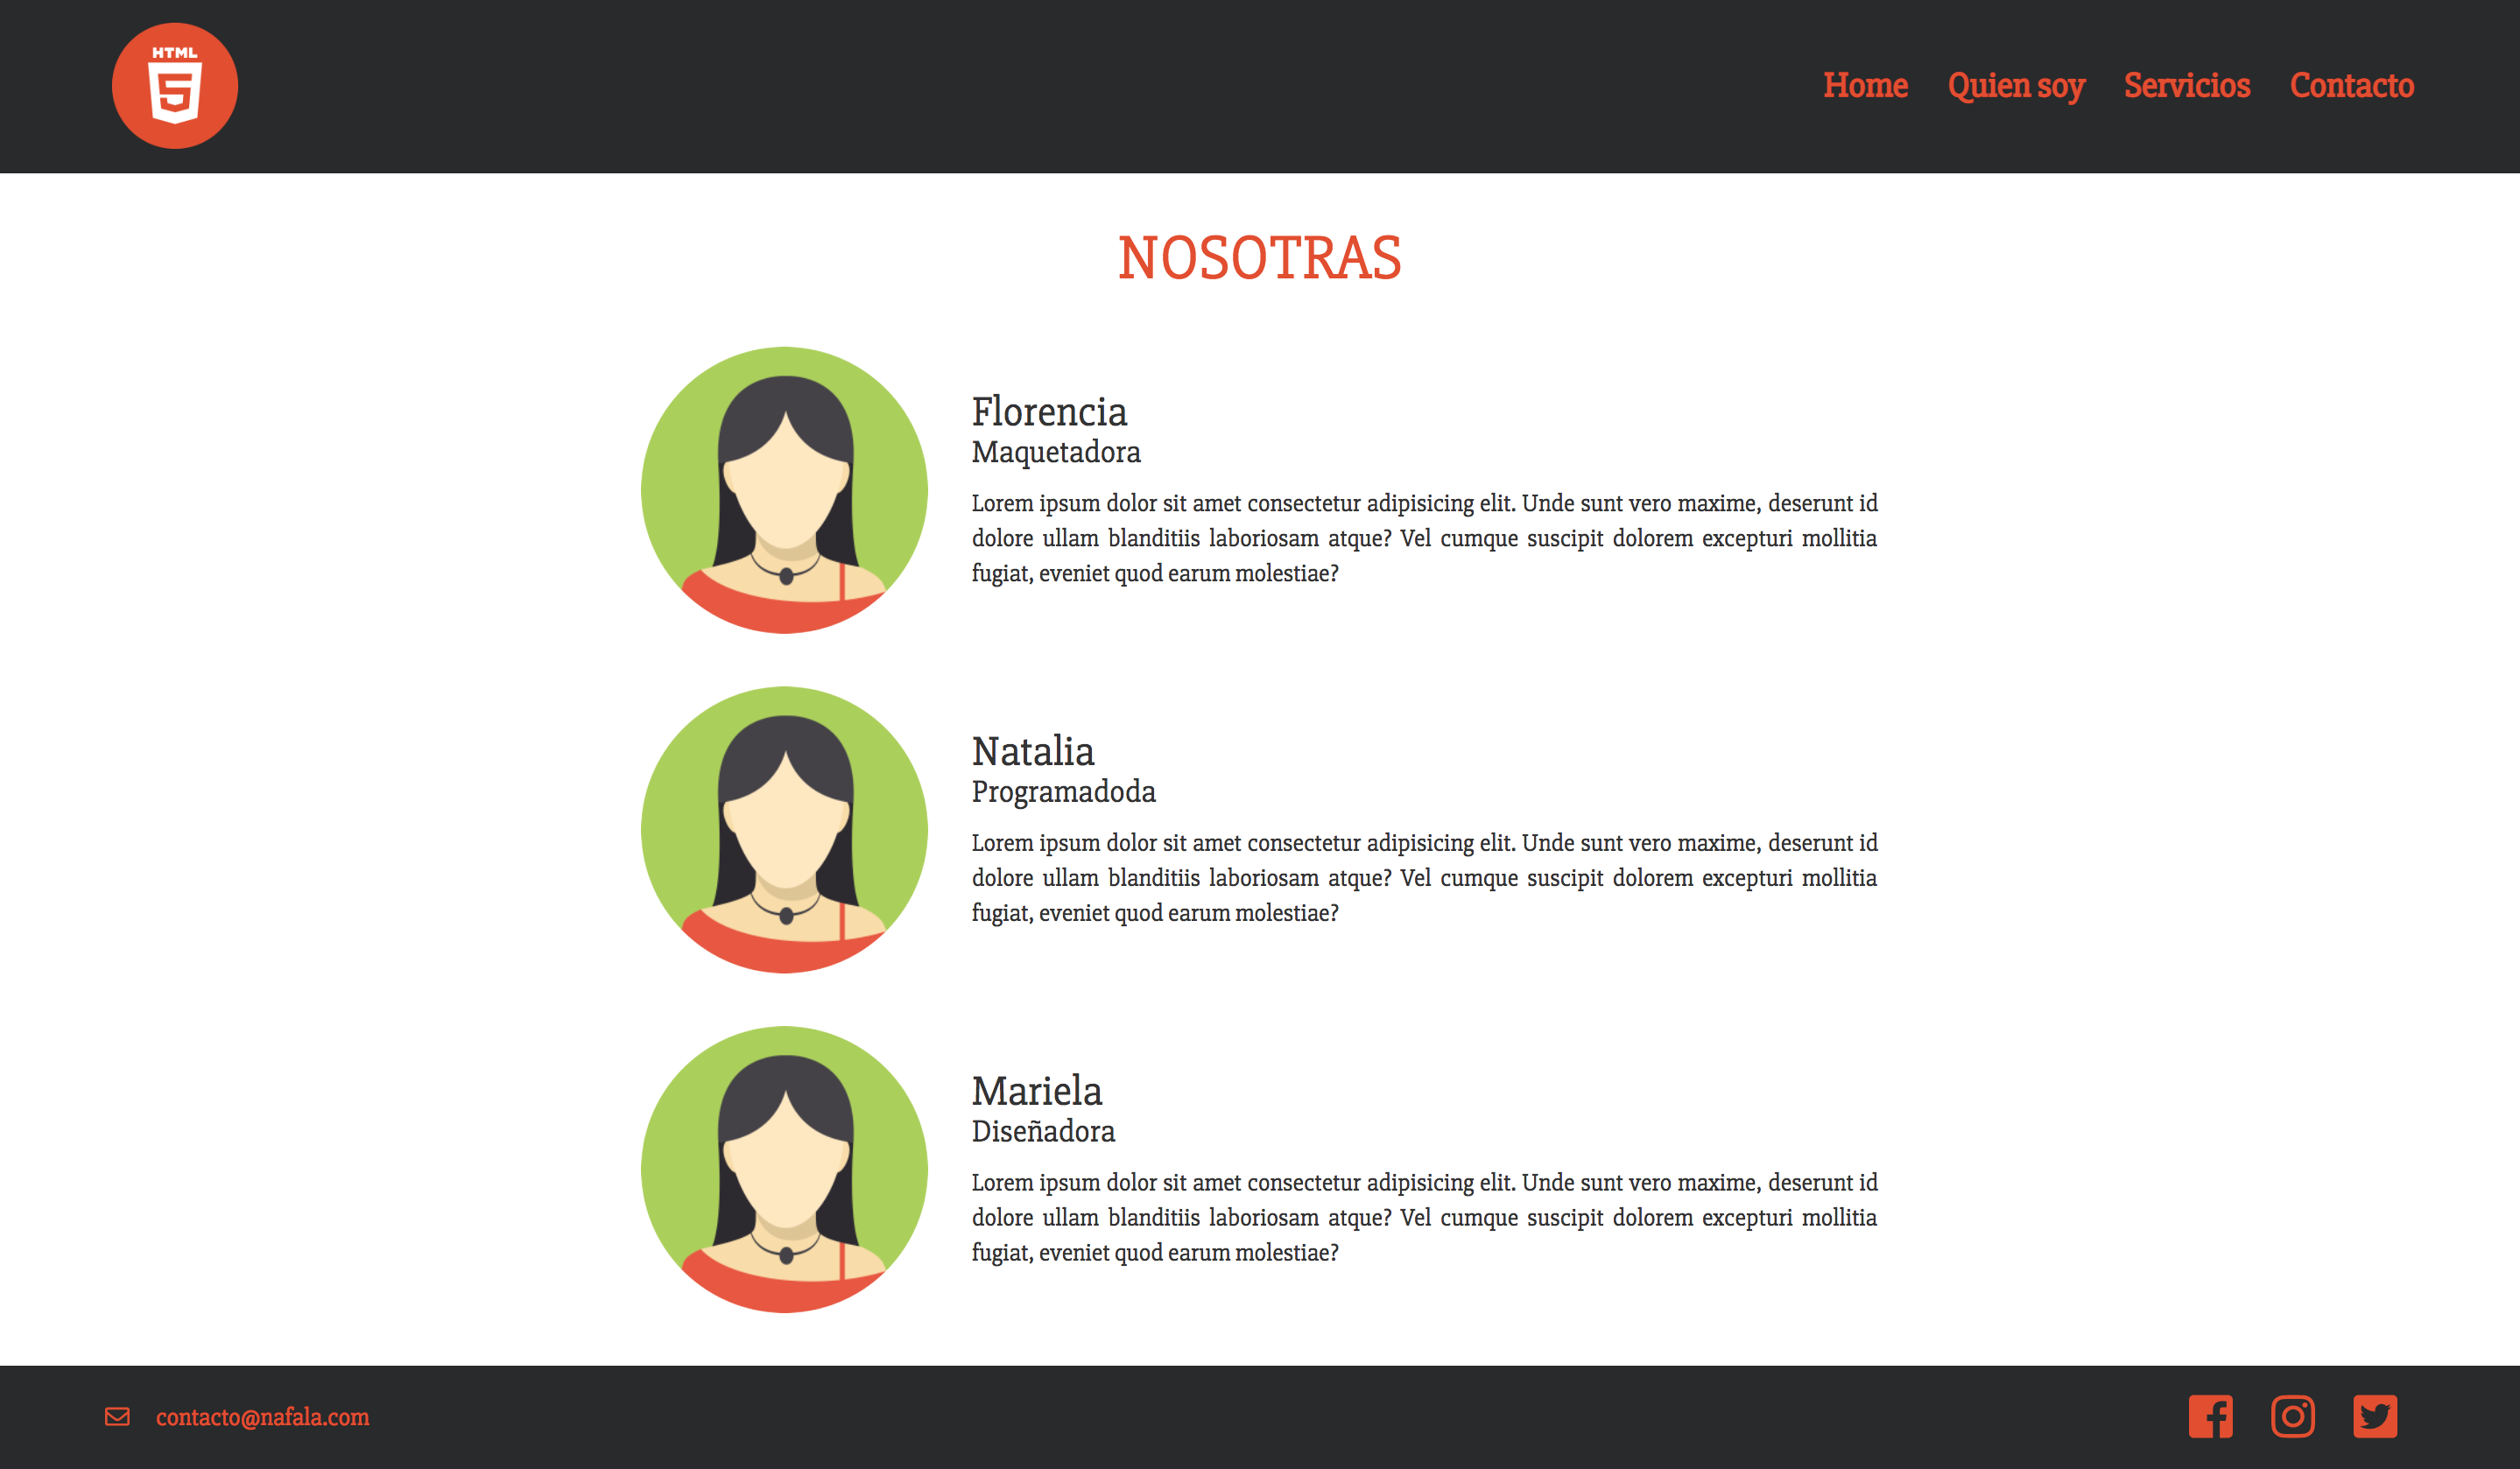 HTML
5
Home Quien soy Servicios Contacto
NOSOTRAS
Florencia
Maquetadora
Lorem ipsum dolor sit amet consectetur adipisicing elit. Unde sunt vero maxime, deserunt id
dolore ullam blanditiis laboriosam atque? Vel cumque suscipit dolorem excepturi mollitia
fugiat, eveniet quod earum molestiae?
Natalia
Programadoda
Lorem ipsum dolor sit amet consectetur adipisicing elit. Unde sunt vero maxime, deserunt id
dolore ullam blanditiis laboriosam atque? Vel cumque suscipit dolorem excepturi mollitia
fugiat, eveniet quod earum molestiae?
Mariela
Diseñadora
Lorem ipsum dolor sit amet consectetur adipisicing elit. Unde sunt vero maxime, deserunt id
dolore ullam blanditiis laboriosam atque? Vel cumque suscipit dolorem excepturi mollitia
fugiat, eveniet quod earum molestiae?
contacto@nafala.com